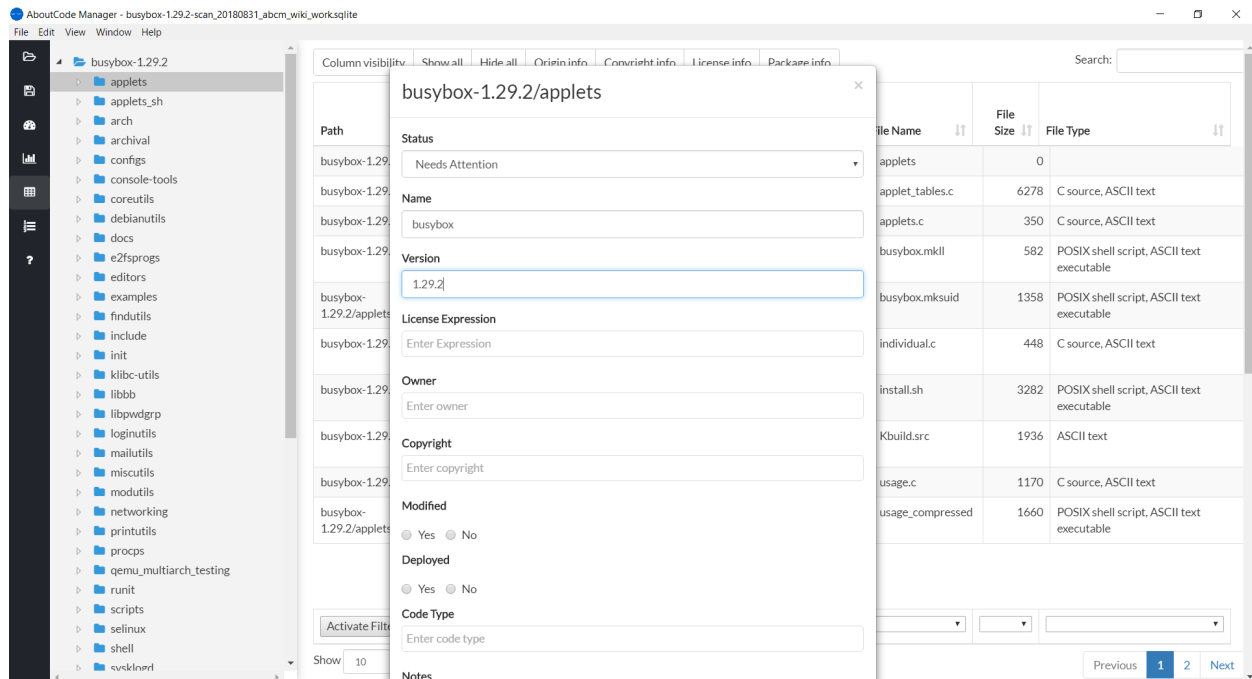 AboutCode Manager - busybox-1.29.2-scan_20180831_abcm_wiki_work.sqlite
File Edit View Window Help
busybox-1.29.2
applets
applets_sh
arch
archival
configs
console-tools
coreutils
debianutils
docs
e2fsprogs
editors
examples
findutils
include
init
klibc-utils
libbb
libpwdgrp
loginutils
mailutils
miscutils
modutils
networking
printutils
procps
qemu_multiarch_testing
runit
scripts
selinux
shell
sysklogd
Column visibility Show all Hide all Origin info Copyright info License info Package info
Search:
Path
File Name
File
Size
File Type
busybox-1.29. applets 0
busybox-1.29. applet_tables.c 6278 C source, ASCII text
busybox-1.29. applets.c 350 C source, ASCII text
busybox-1.29. busybox.mkll 582 POSIX shell script, ASCII text
executable
busybox- busybox.mksuid 1358 POSIX shell script, ASCII text
1.29.2/applets executable
busybox-1.29. individual.c 448 C source, ASCII text
busybox-1.29. install.sh 3282 POSIX shell script, ASCII text
executable
busybox-1.29. Kbuild.src 1936 ASCII text
busybox-1.29. usage.c 1170 C source, ASCII text
busybox- usage_compressed 1660 POSIX shell script, ASCII text
1.29.2/applets executable
Activate Filte
Show 10
Previous 1 2 Next
busybox-1.29.2/applets ×
Status
Needs Attention
Name
busybox
Version
1.29.2
License Expression
Enter Expression
Owner
Enter owner
Copyright
Enter copyright
Modified
Yes No
Deployed
Yes No
Code Type
Enter code type
Notes